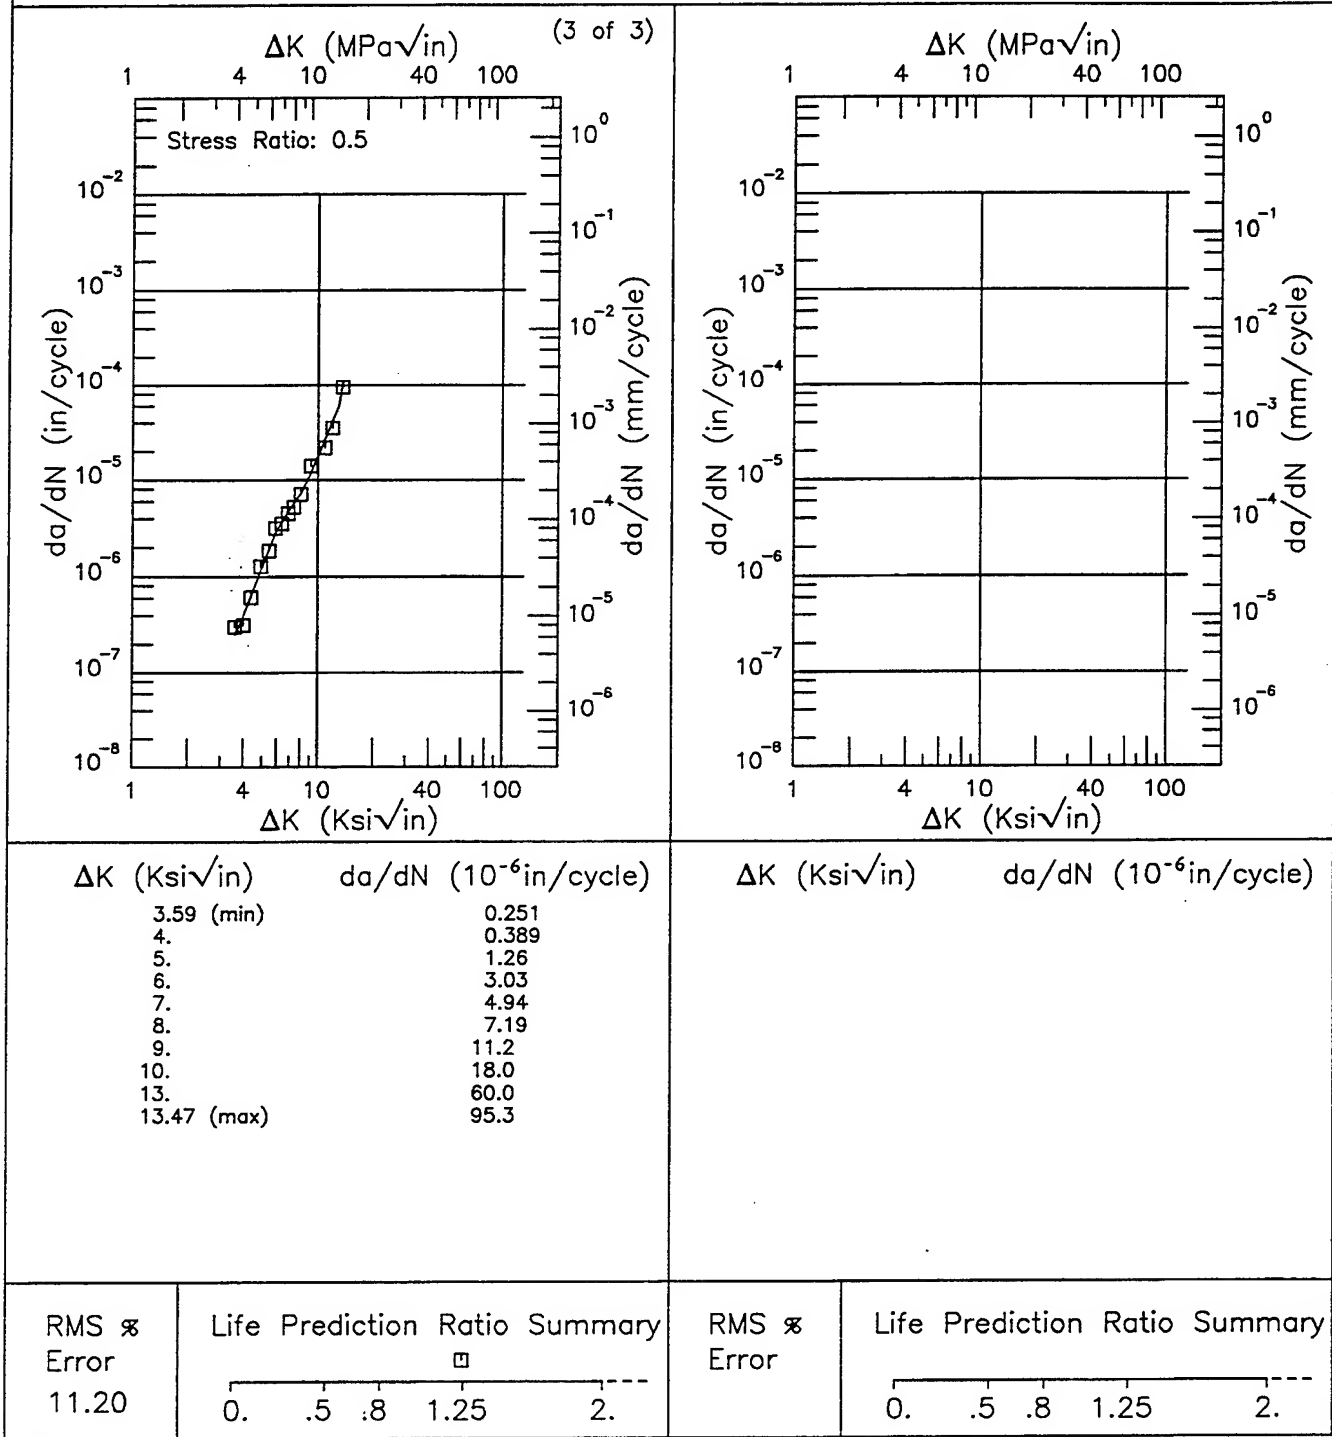 (3 of 3)
ΔK (MPa√in)
1 4 10 40 100
Stress Ratio: 0.5
da/dN (in/cycle)
10⁻²
10⁻³
10⁻⁴
10⁻⁵
10⁻⁶
10⁻⁷
10⁻⁸
10⁰
10⁻¹
10⁻²
10⁻³
10⁻⁴
10⁻⁵
10⁻⁶
da/dN (mm/cycle)
1 4 10 40 100
ΔK (Ksi√in)
ΔK (MPa√in)
1 4 10 40 100
da/dN (in/cycle)
10⁻²
10⁻³
10⁻⁴
10⁻⁵
10⁻⁶
10⁻⁷
10⁻⁸
10⁰
10⁻¹
10⁻²
10⁻³
10⁻⁴
10⁻⁵
10⁻⁶
da/dN (mm/cycle)
1 4 10 40 100
ΔK (Ksi√in)
ΔK (Ksi√in) da/dN (10⁻⁶in/cycle)
3.59 (min) 0.251
4. 0.389
5. 1.26
6. 3.03
7. 4.94
8. 7.19
9. 11.2
10. 18.0
13. 60.0
13.47 (max) 95.3
ΔK (Ksi√in) da/dN (10⁻⁶in/cycle)
RMS %
Error
11.20
Life Prediction Ratio Summary
0. .5 .8 1.25 2.
RMS %
Error
Life Prediction Ratio Summary
0. .5 .8 1.25 2.